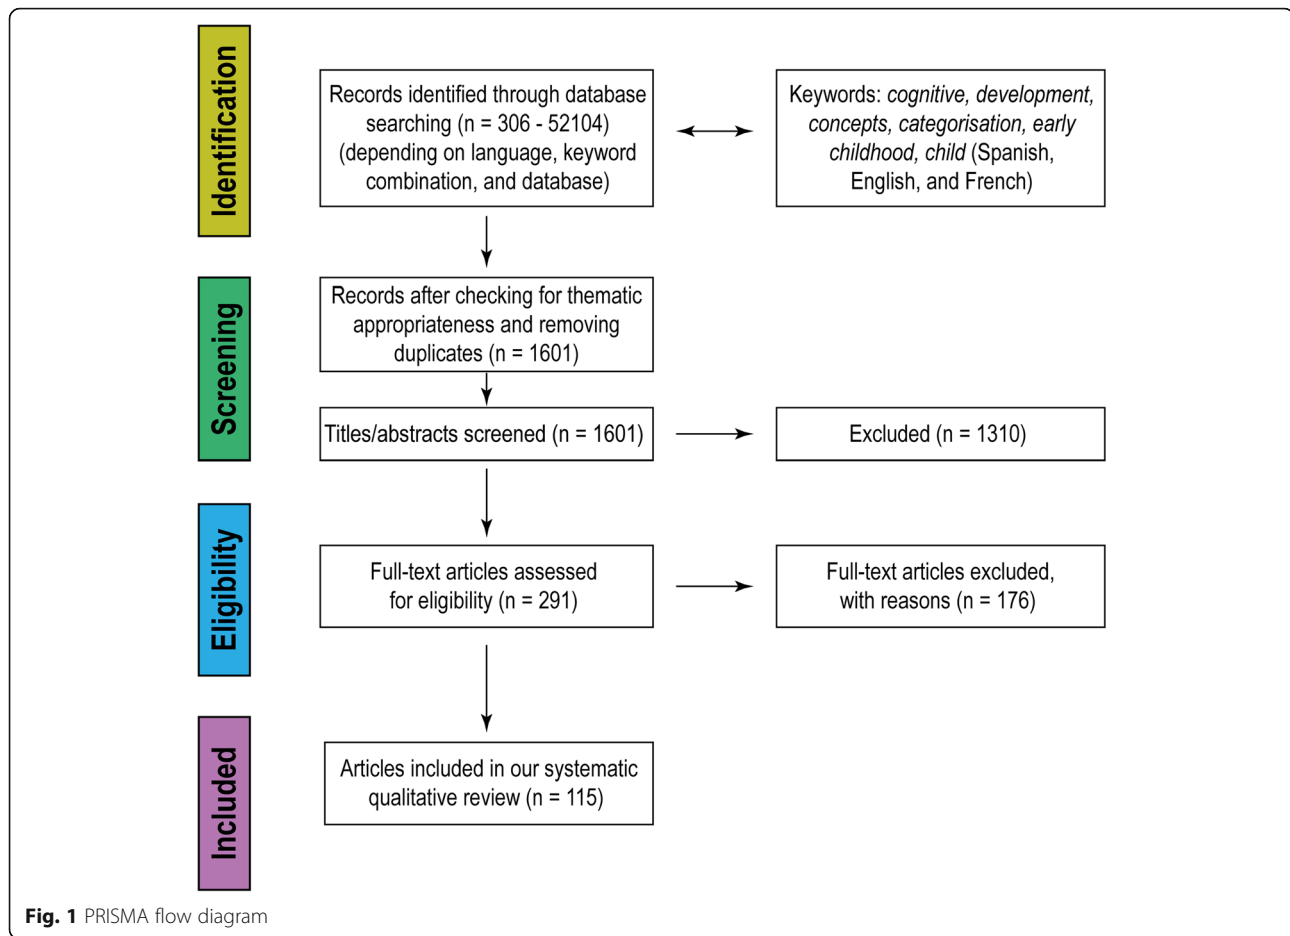 Identification
Records identified through database
searching (n = 306 - 52104)
(depending on language, keyword
combination, and database)
Keywords: cognitive, development,
concepts, categorisation, early
childhood, child (Spanish,
English, and French)
Screening
Records after checking for thematic
appropriateness and removing
duplicates (n = 1601)
Titles/abstracts screened (n = 1601)
Excluded (n = 1310)
Eligibility
Full-text articles assessed
for eligibility (n = 291)
Full-text articles excluded,
with reasons (n = 176)
Included
Articles included in our systematic
qualitative review (n = 115)
Fig. 1 PRISMA flow diagram